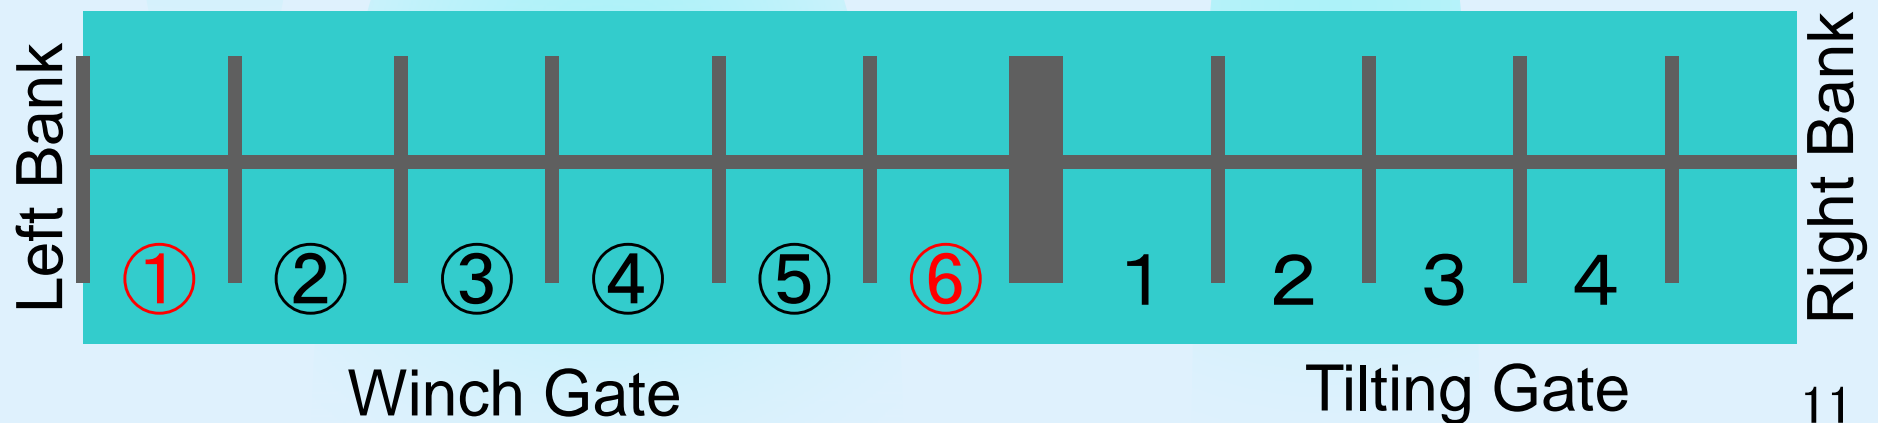 Left Bank
① ② ③ ④ ⑤ ⑥ 1 2 3 4
Right Bank
Winch Gate
Tilting Gate
11